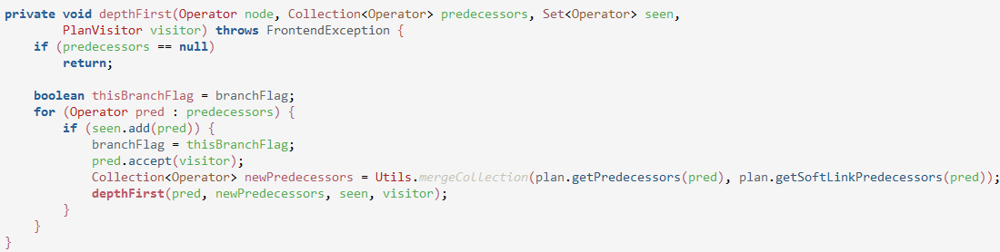 private void depthFirst(Operator node, Collection<Operator> predecessors, Set<Operator> seen,
        PlanVisitor visitor) throws FrontendException {
    if (predecessors == null)
        return;

    boolean thisBranchFlag = branchFlag;
    for (Operator pred : predecessors) {
        if (seen.add(pred)) {
            branchFlag = thisBranchFlag;
            pred.accept(visitor);
            Collection<Operator> newPredecessors = Utils.mergeCollection(plan.getPredecessors(pred), plan.getSoftLinkPredecessors(pred));
            depthFirst(pred, newPredecessors, seen, visitor);
        }
    }
}